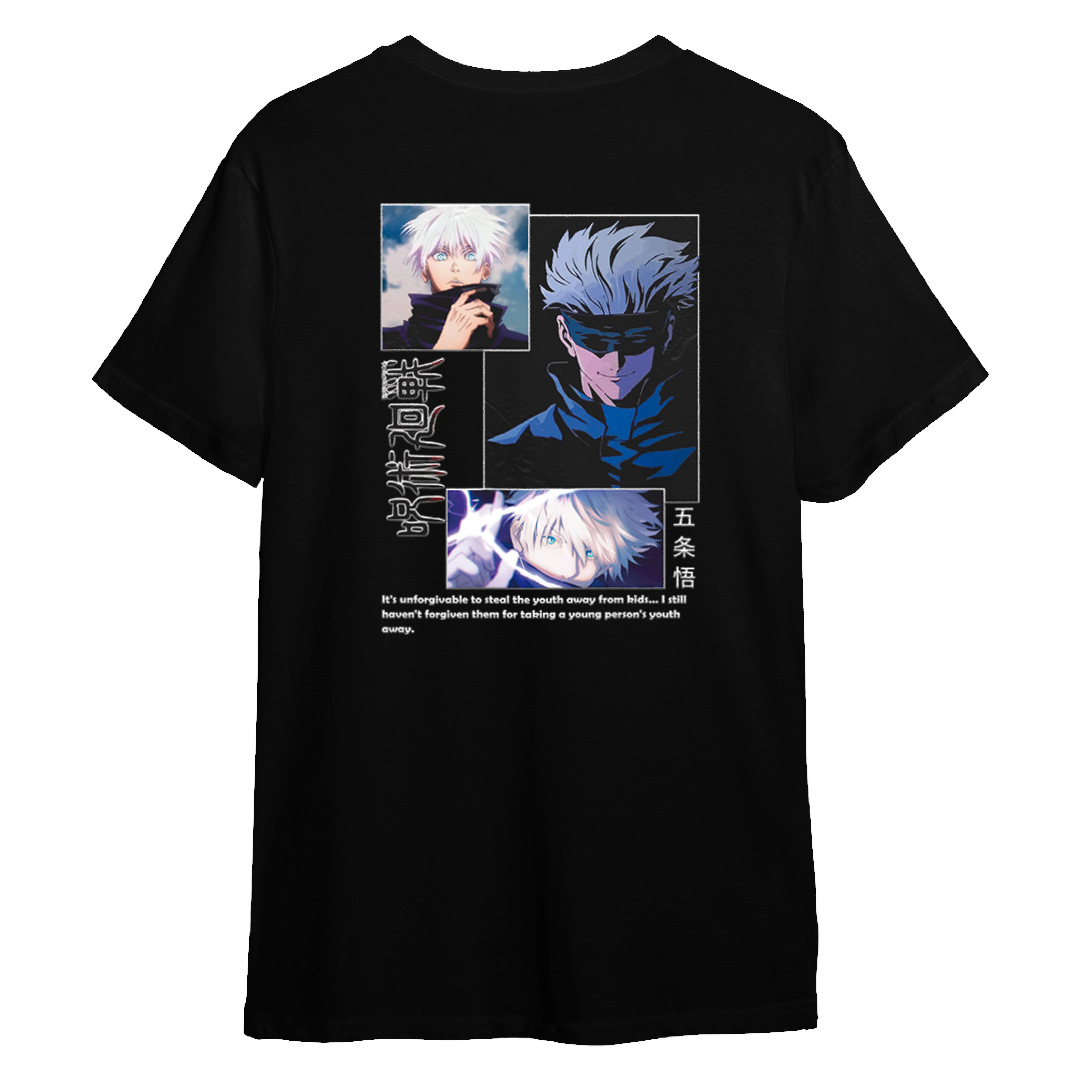 呪術廻戦
五条悟
It's unforgivable to steal the youth away from kids... I still
haven't forgiven them for taking a young person's youth
away.